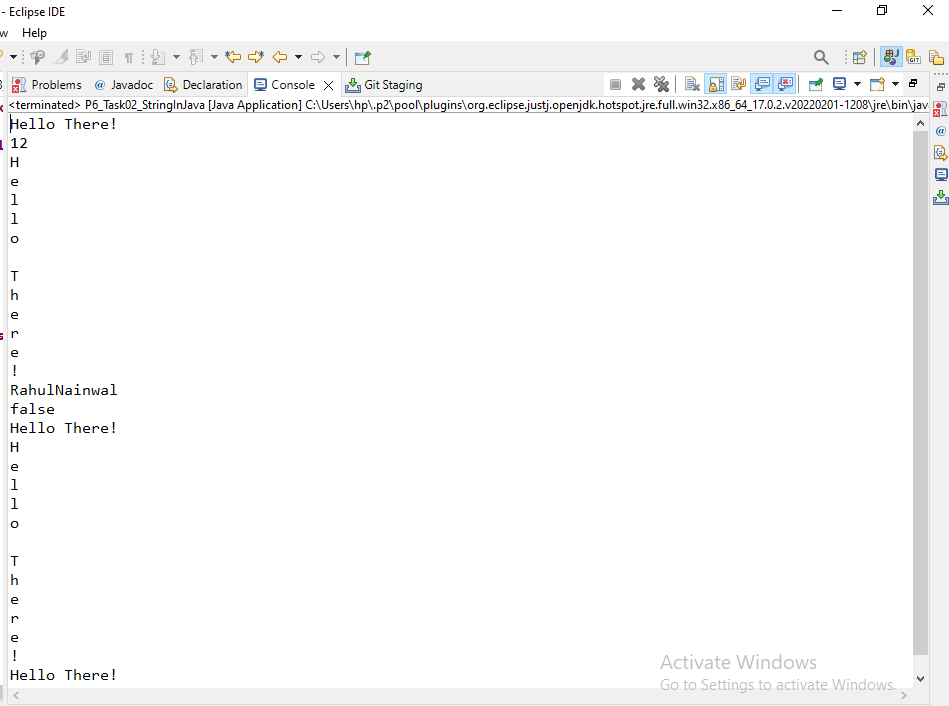 - Eclipse IDE
w Help
Problems @ Javadoc Declaration Console Git Staging
<terminated> P6_Task02_StringInJava [Java Application] C:\Users\hp\.p2\pool\plugins\org.eclipse.justj.openjdk.hotspot.jre.full.win32.x86_64_17.0.2.v20220201-1208\jre\bin\jav
Hello There!
12
H
e
l
l
o
T
h
e
r
e
!
RahulNainwal
false
Hello There!
H
e
l
l
o
T
h
e
r
e
!
Hello There!
Activate Windows
Go to Settings to activate Windows.